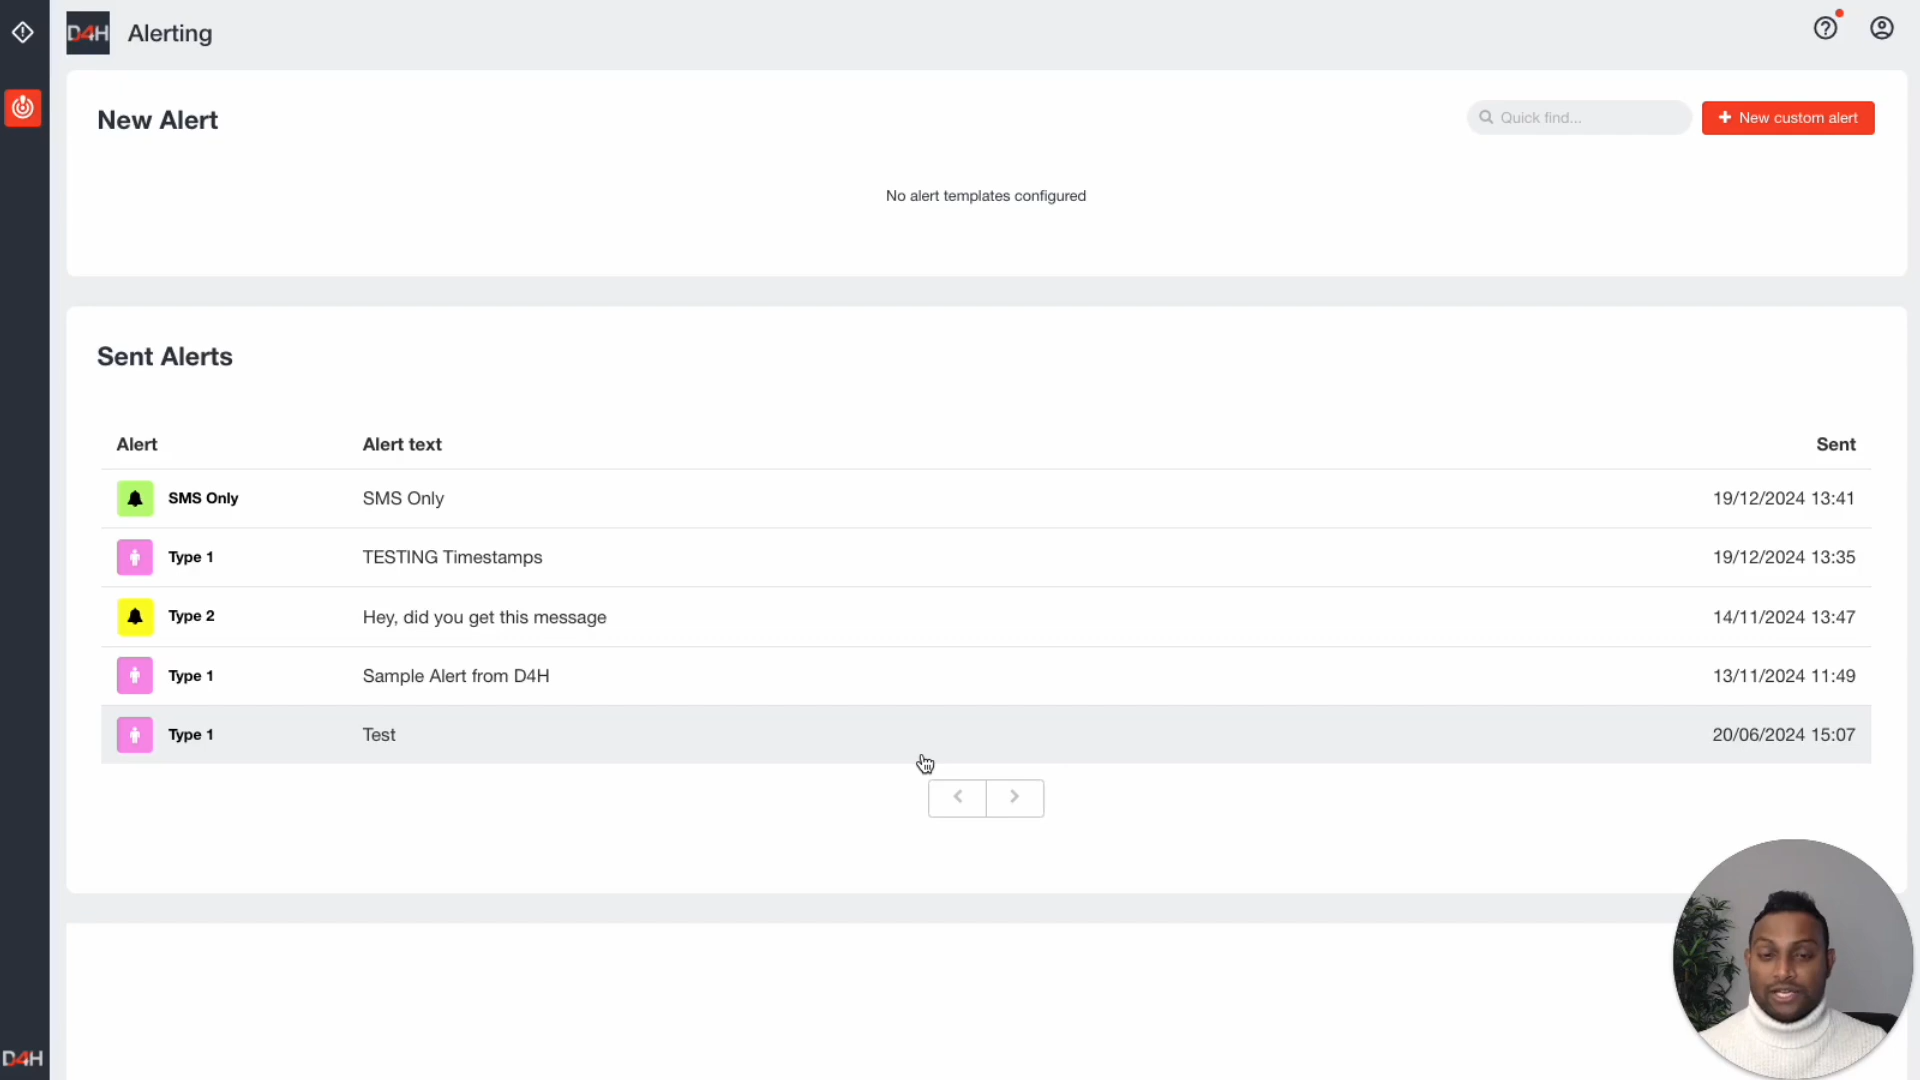 D4H Alerting
New Alert
Quick find...
+ New custom alert
No alert templates configured
Sent Alerts
Alert Alert text Sent
SMS Only SMS Only 19/12/2024 13:41
Type 1 TESTING Timestamps 19/12/2024 13:35
Type 2 Hey, did you get this message 14/11/2024 13:47
Type 1 Sample Alert from D4H 13/11/2024 11:49
Type 1 Test 20/06/2024 15:07
D4H